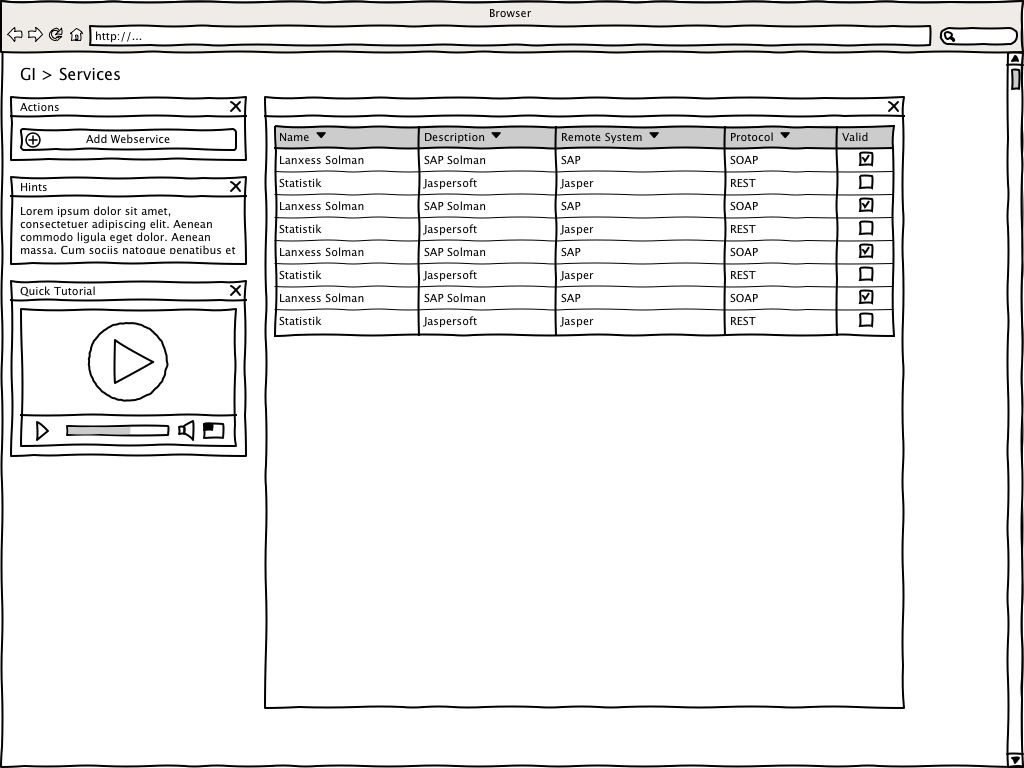 Browser
http://...
GI > Services
Actions
Add Webservice
Hints
Lorem ipsum dolor sit amet,
consectetuer adipiscing elit. Aenean
commodo ligula eget dolor. Aenean
massa. Cum sociis natoque penatibus et
Quick Tutorial
Name Description Remote System Protocol Valid
Lanxess Solman SAP Solman SAP SOAP
Statistik Jaspersoft Jasper REST
Lanxess Solman SAP Solman SAP SOAP
Statistik Jaspersoft Jasper REST
Lanxess Solman SAP Solman SAP SOAP
Statistik Jaspersoft Jasper REST
Lanxess Solman SAP Solman SAP SOAP
Statistik Jaspersoft Jasper REST